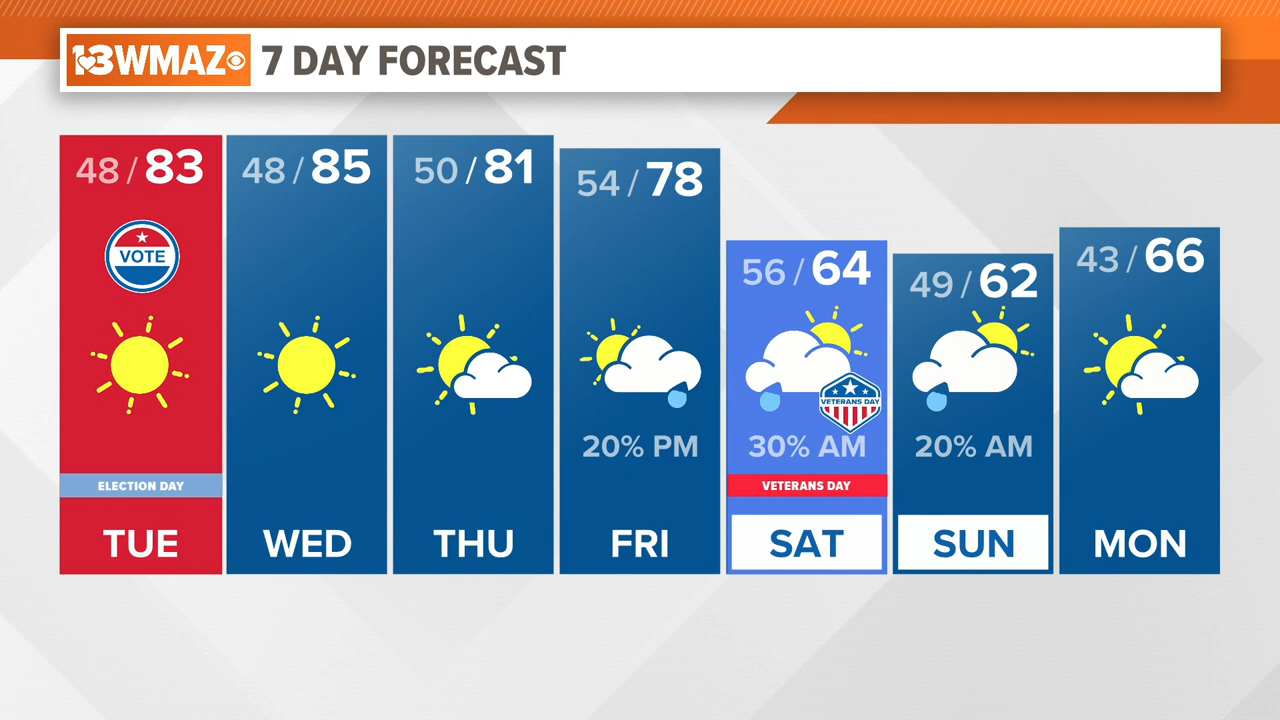 13WMAZ 7 DAY FORECAST
48 / 83
VOTE
ELECTION DAY
TUE
48 / 85
WED
50 / 81
THU
54 / 78
20% PM
FRI
56 / 64
VETERANS DAY
30% AM
VETERANS DAY
SAT
49 / 62
20% AM
SUN
43 / 66
MON